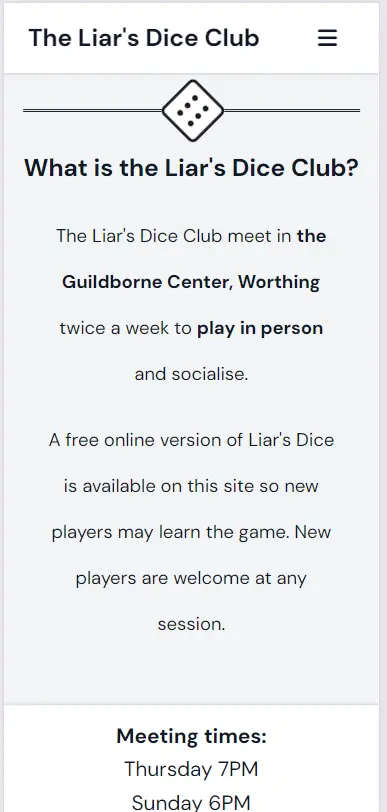 The Liar's Dice Club
What is the Liar's Dice Club?
The Liar's Dice Club meet in the
Guildborne Center, Worthing
twice a week to play in person
and socialise.
A free online version of Liar's Dice
is available on this site so new
players may learn the game. New
players are welcome at any
session.
Meeting times:
Thursday 7PM
Sunday 6PM